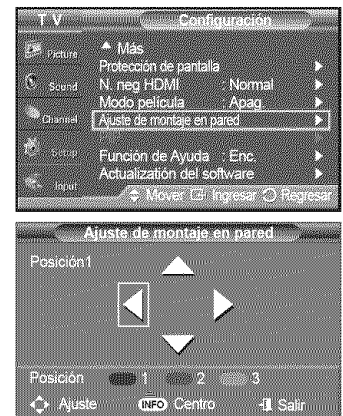 T V Configuración
Picture
Sound
Channel
Setup
Input
▲ Más
Protección de pantalla ▶
N. neg HDMI : Normal ▶
Modo película : Apag. ▶
Ajuste de montaje en pared ▶
Función de Ayuda : Enc. ▶
Actualizatión del software ▶
Mover Ingresar Regresar
Ajuste de montaje en pared
Posición1
Posición 1 2 3
Ajuste INFO Centro Salir